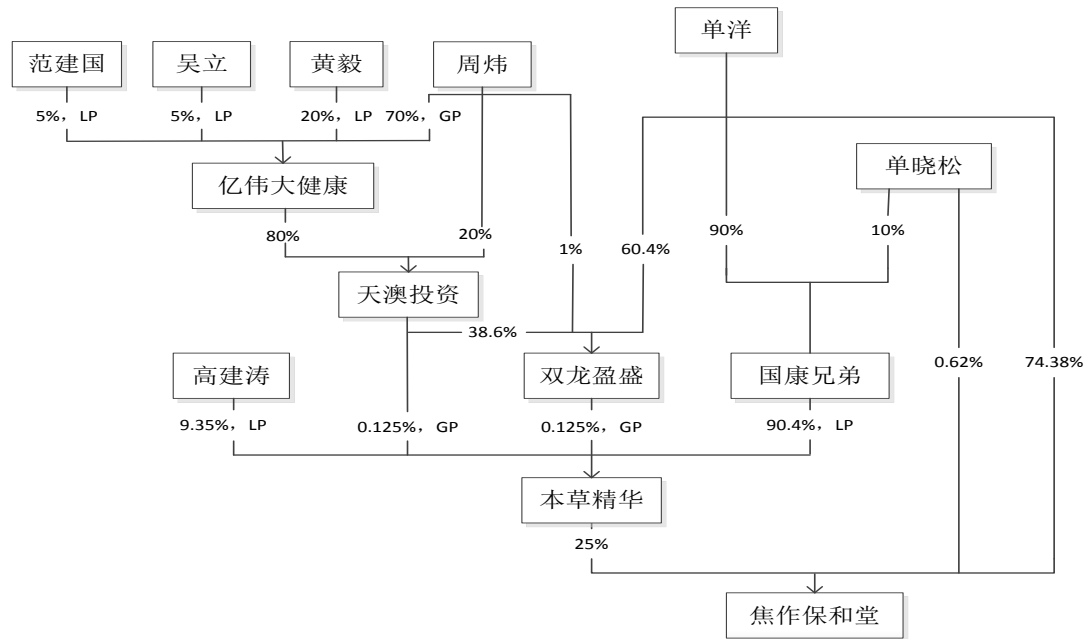 单洋
范建国
吴立
黄毅
周炜
5%，LP
5%，LP
20%，LP
70%，GP
单晓松
亿伟大健康
80%
20%
1%
60.4%
90%
10%
天澳投资
38.6%
0.62%
74.38%
高建涛
双龙盈盛
国康兄弟
9.35%，LP
0.125%，GP
0.125%，GP
90.4%，LP
本草精华
25%
焦作保和堂